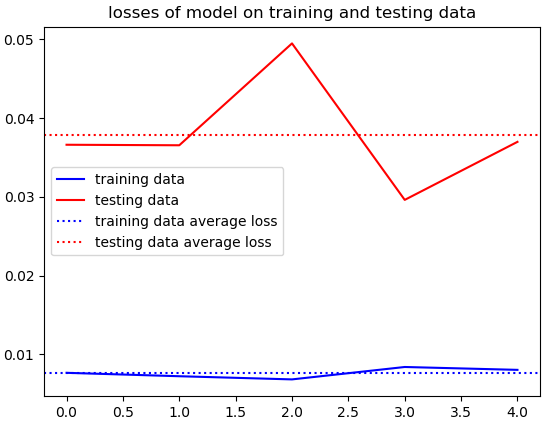 losses of model on training and testing data
0.05
0.04
0.03
0.02
0.01
training data
testing data
training data average loss
testing data average loss
0.0 0.5 1.0 1.5 2.0 2.5 3.0 3.5 4.0